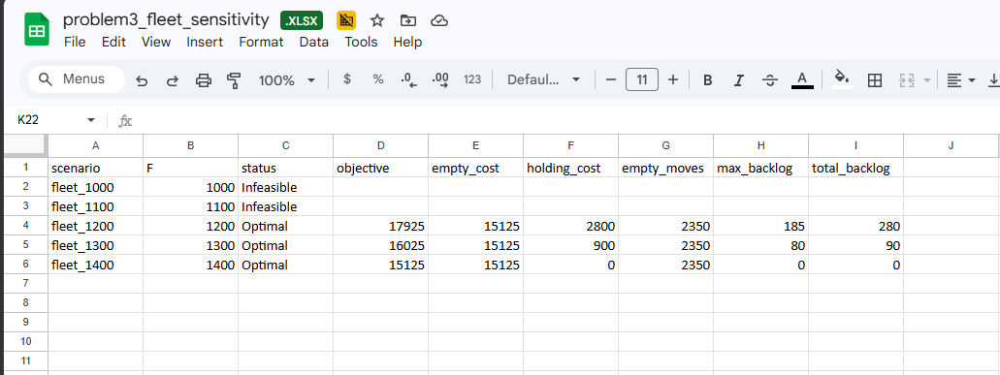 problem3_fleet_sensitivity .XLSX
File Edit View Insert Format Data Tools Help
Menus 100% $ % .0 .00 123 Defaul... 11 B I S A
K22 fx
A B C D E F G H I J
1 scenario F status objective empty_cost holding_cost empty_moves max_backlog total_backlog
2 fleet_1000 1000 Infeasible
3 fleet_1100 1100 Infeasible
4 fleet_1200 1200 Optimal 17925 15125 2800 2350 185 280
5 fleet_1300 1300 Optimal 16025 15125 900 2350 80 90
6 fleet_1400 1400 Optimal 15125 15125 0 2350 0 0
7
8
9
10
11